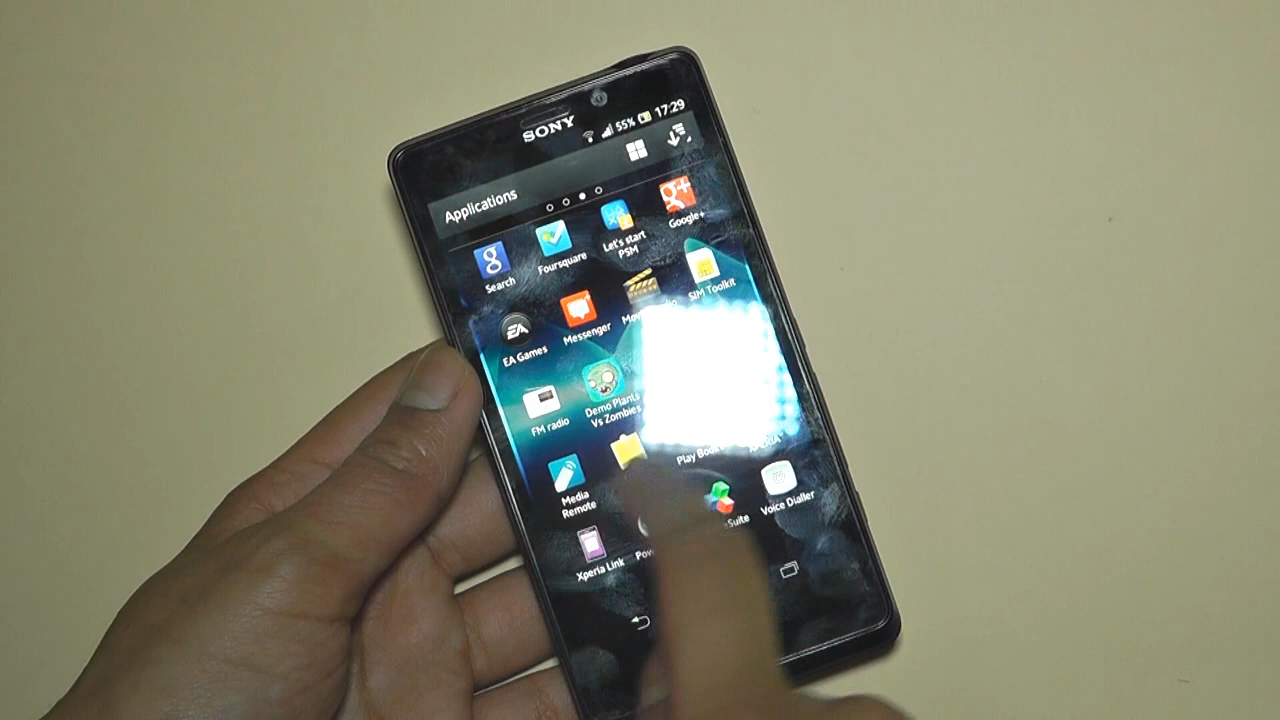 SONY
55% 17:29
Applications
Search
Foursquare
Let's start
PSM
Google+
EA
EA Games
Messenger
SIM Toolkit
FM radio
Demo Plants
Vs Zombies
Media
Remote
Play
Suite
Voice Dialler
Xperia Link